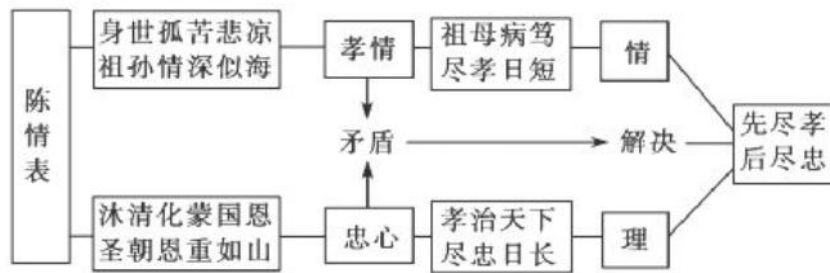 陈情表
身世孤苦悲凉
祖孙情深似海
孝情
祖母病笃
尽孝日短
情
矛盾
解决
先尽孝
后尽忠
沐清化蒙国恩
圣朝恩重如山
忠心
孝治天下
尽忠日长
理